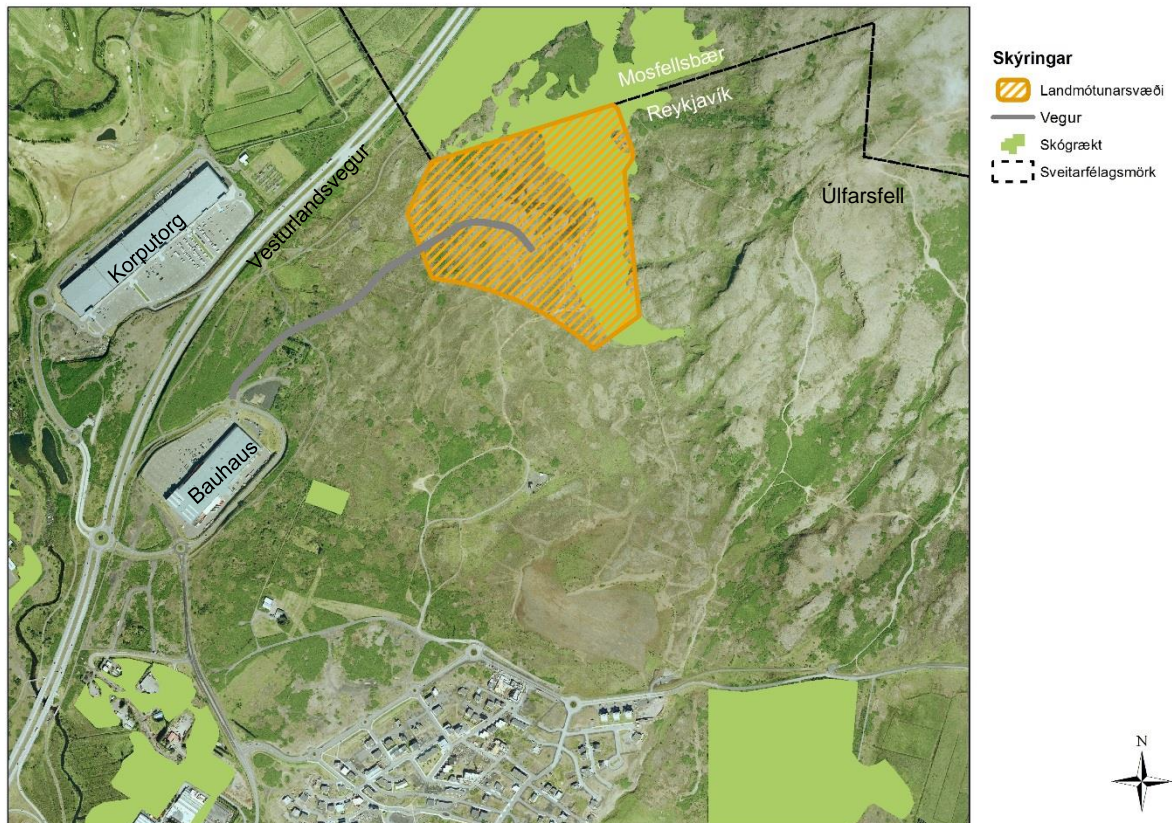 Mosfellsbær
Reykjavík
Úlfarsfell
Vesturlandsvegur
Korputorg
Bauhaus
Skýringar
Landmótunarsvæði
Vegur
Skógrækt
Sveitarfélagsmörk
N